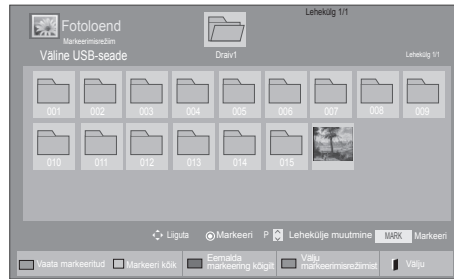 Lehekülg 1/1
Fotoloend
Markeerimisrežiim
Väline USB-seade
Draiv1
Lehekülg 1/1
001 002 003 004 005 006 007 008 009
010 011 012 013 014 015
Liiguta Markeeri P Lehekülje muutmine MARK Markeeri
Vaata markeeritud Markeeri kõik Eemalda markeering kõigilt Välju markeerimisrežiimist Välju